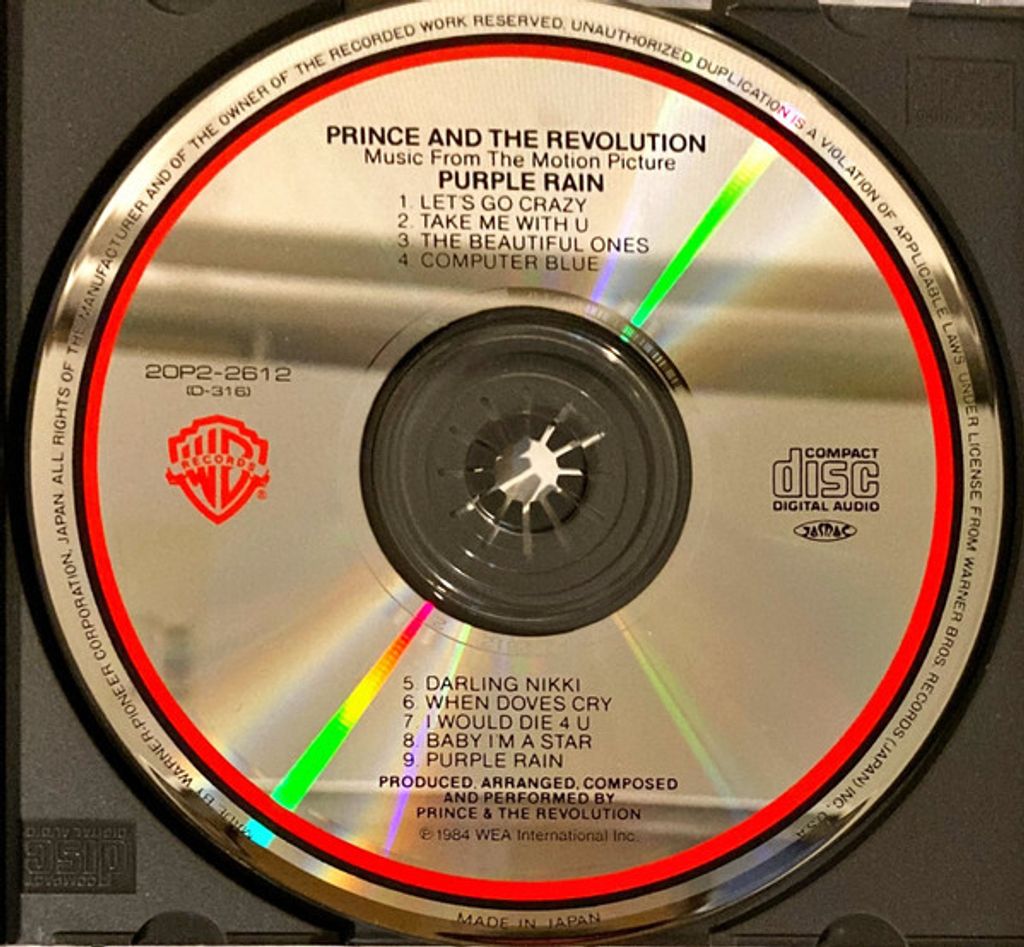 MADE BY WARNER-PIONEER CORPORATION, JAPAN. ALL RIGHTS OF THE MANUFACTURER AND OF THE OWNER OF THE RECORDED WORK RESERVED. UNAUTHORIZED DUPLICATION IS A VIOLATION OF APPLICABLE LAWS. UNDER LICENSE FROM WARNER BROS. RECORDS (JAPAN) INC., U.S.A.
PRINCE AND THE REVOLUTION
Music From The Motion Picture
PURPLE RAIN
1. LET'S GO CRAZY
2. TAKE ME WITH U
3. THE BEAUTIFUL ONES
4. COMPUTER BLUE
20P2-2612
(D-316)
WB RECORDS ®
COMPACT
disc
DIGITAL AUDIO
JASRAC
5. DARLING NIKKI
6. WHEN DOVES CRY
7. I WOULD DIE 4 U
8. BABY I'M A STAR
9. PURPLE RAIN
PRODUCED, ARRANGED, COMPOSED
AND PERFORMED BY
PRINCE & THE REVOLUTION
℗ 1984 WEA International Inc.
MADE IN JAPAN